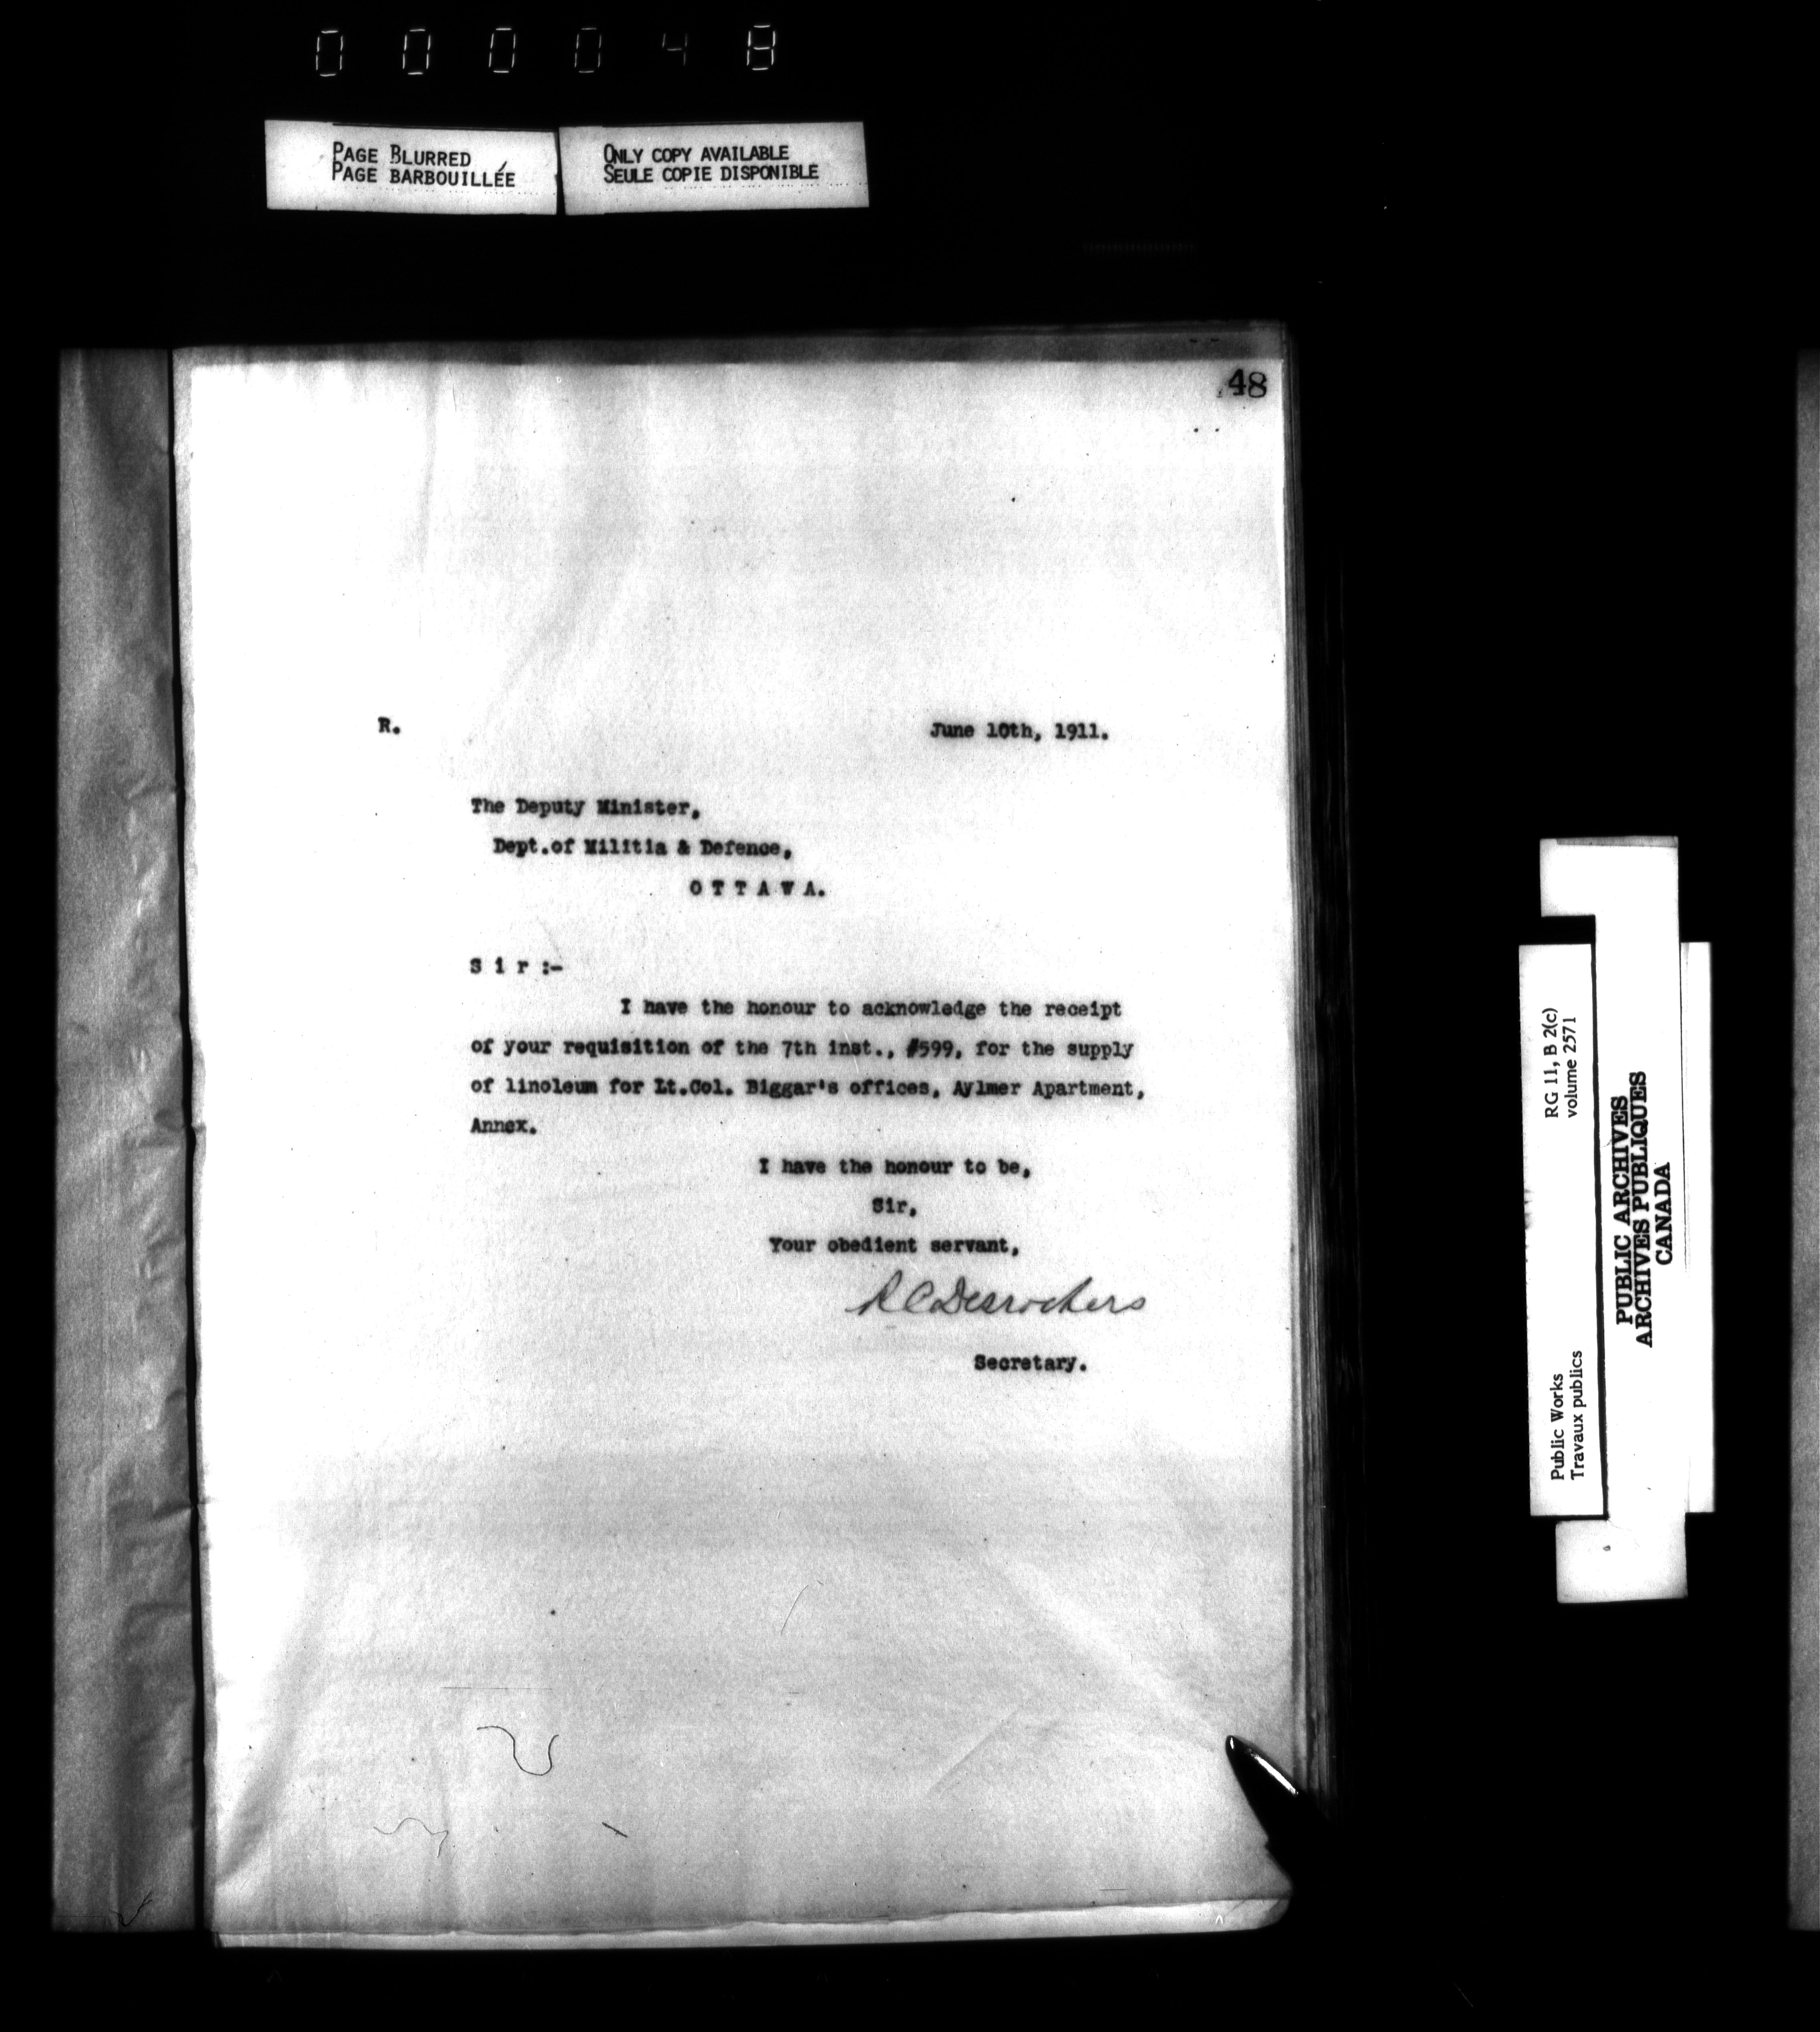 000048
PAGE BLURRED
PAGE BARBOUILLÉE
ONLY COPY AVAILABLE
SEULE COPIE DISPONIBLE
48
R.
June 10th, 1911.
The Deputy Minister,
Dept.of Militia & Defence,
O T T A W A.
S i r :-
I have the honour to acknowledge the receipt
of your requisition of the 7th inst., #599, for the supply
of linoleum for Lt.Col. Biggar's offices, Aylmer Apartment,
Annex.
I have the honour to be,
Sir,
Your obedient servant,
RCDesrochers
Secretary.
RG 11, B 2(c)
volume 2571
Public Works
Travaux publics
PUBLIC ARCHIVES
ARCHIVES PUBLIQUES
CANADA